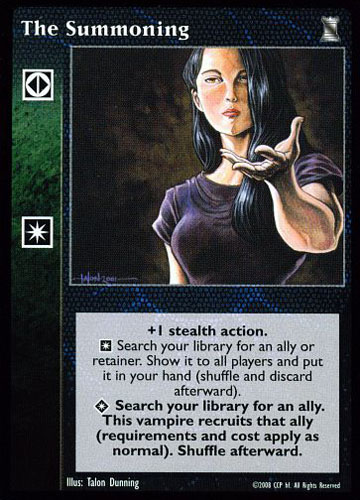 The Summoning
+1 stealth action.
Search your library for an ally or
retainer. Show it to all players and put
it in your hand (shuffle and discard
afterward).
Search your library for an ally.
This vampire recruits that ally
(requirements and cost apply as
normal). Shuffle afterward.
Illus: Talon Dunning
©2008 CCP hf. All Rights Reserved